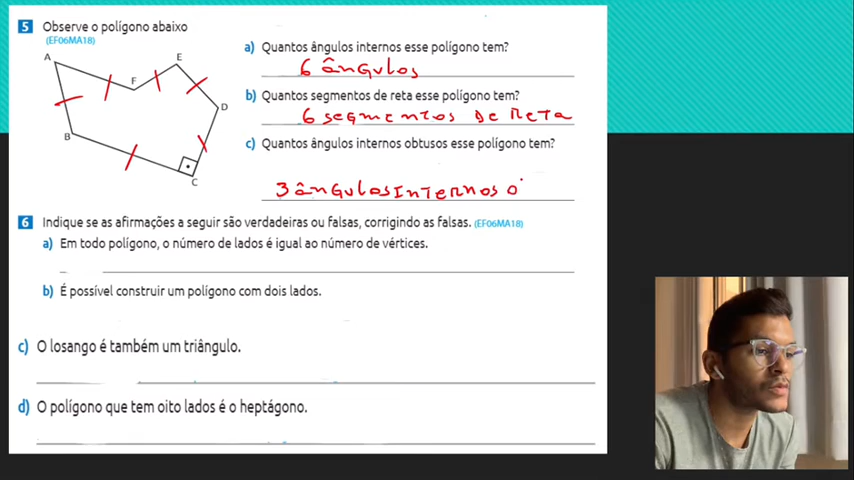 5 Observe o polígono abaixo
(EF06MA18)
A
E
F
D
B
C
a) Quantos ângulos internos esse polígono tem?
6 ângulos
b) Quantos segmentos de reta esse polígono tem?
6 segmentos De Reta
c) Quantos ângulos internos obtusos esse polígono tem?
3 ângulos Internos o
6 Indique se as afirmações a seguir são verdadeiras ou falsas, corrigindo as falsas. (EF06MA18)
a) Em todo polígono, o número de lados é igual ao número de vértices.
b) É possível construir um polígono com dois lados.
c) O losango é também um triângulo.
d) O polígono que tem oito lados é o heptágono.